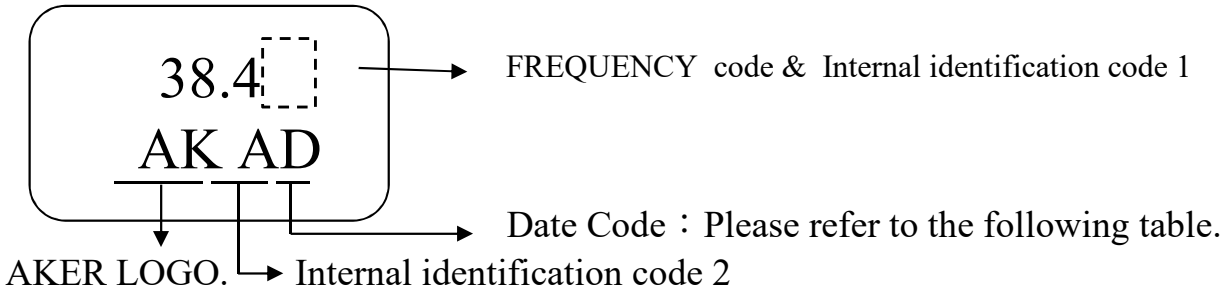 38.4
FREQUENCY code & Internal identification code 1
AK AD
Date Code：Please refer to the following table.
AKER LOGO.
Internal identification code 2